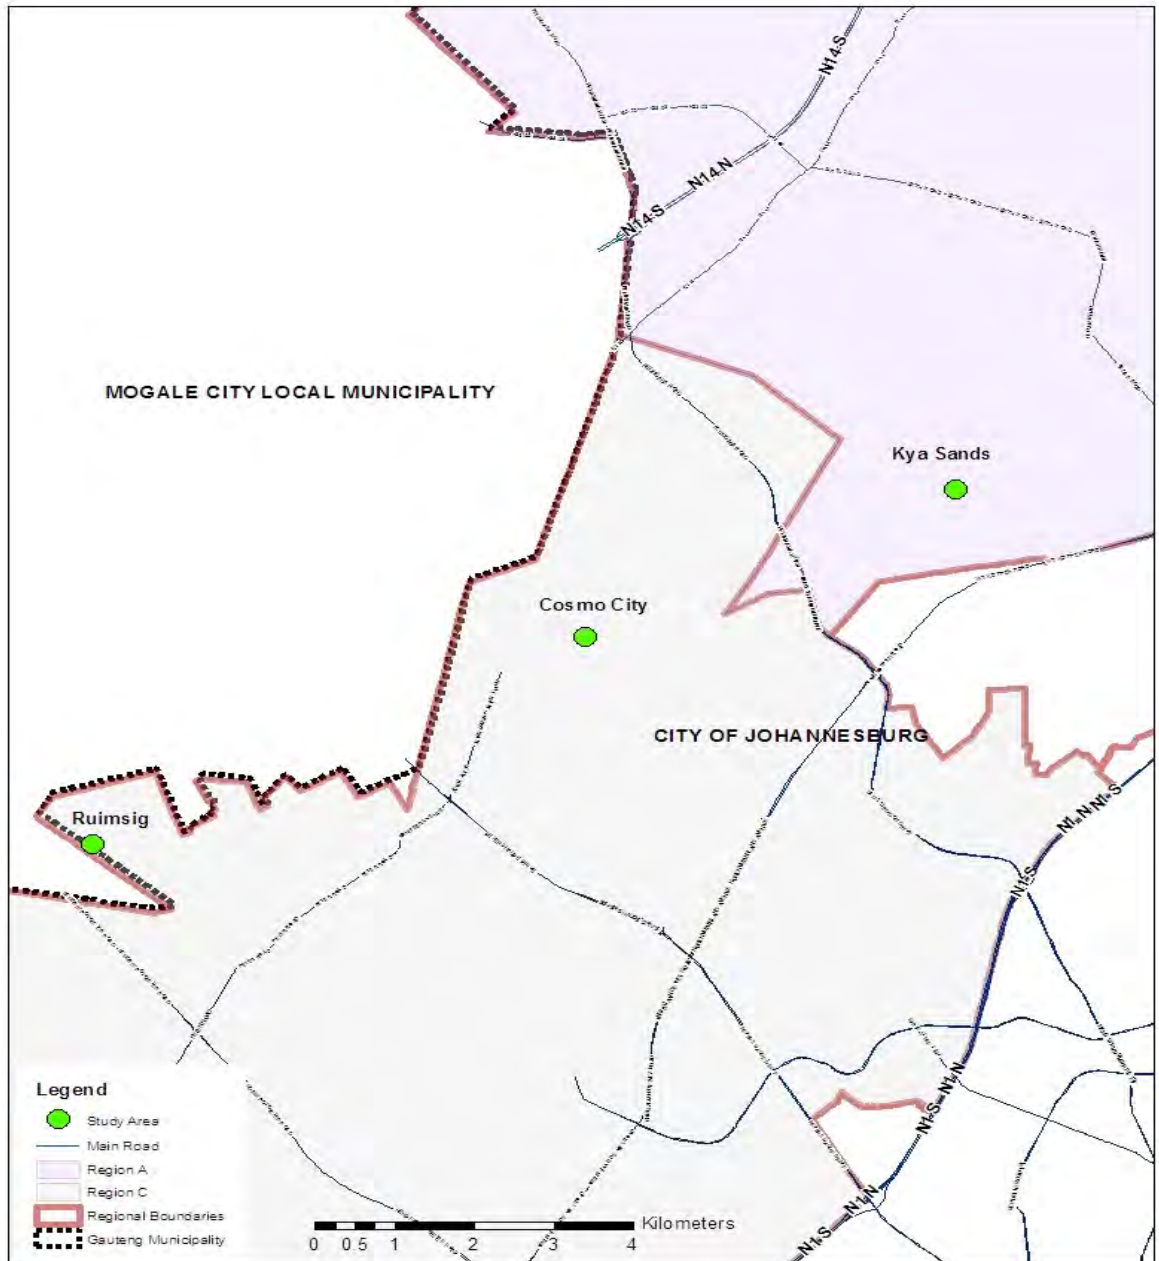 N14 S
N14 N
N14 S
MOGALE CITY LOCAL MUNICIPALITY
Kya Sands
Cosmo City
CITY OF JOHANNESBURG
Ruimsig
N1-N
N1-S
N1-S
N1-N
N1-S
N1-N
N1-S
Legend
Study Area
Main Road
Region A
Region C
Regional Boundaries
Gauteng Municipality
Kilometers
0 0.5 1 2 3 4